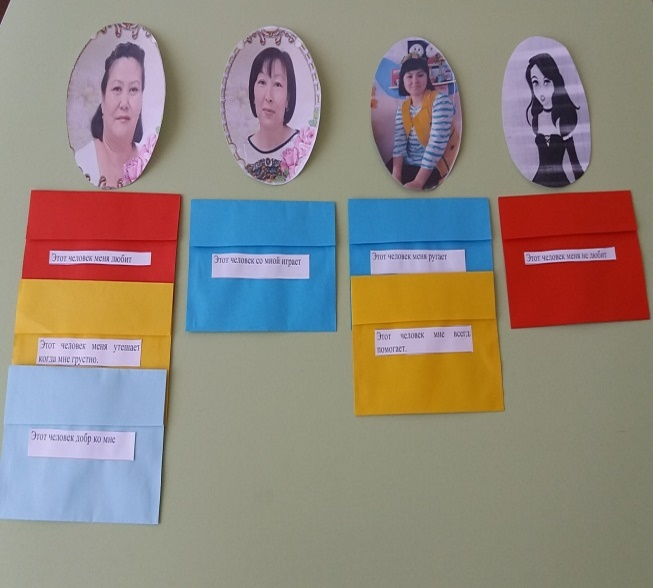 Этот человек меня любит
Этот человек меня утешает
когда мне грустно.
Этот человек добр ко мне
Этот человек со мной играет
Этот человек меня ругает
Этот человек мне всегда
помогает.
Этот человек меня не любит